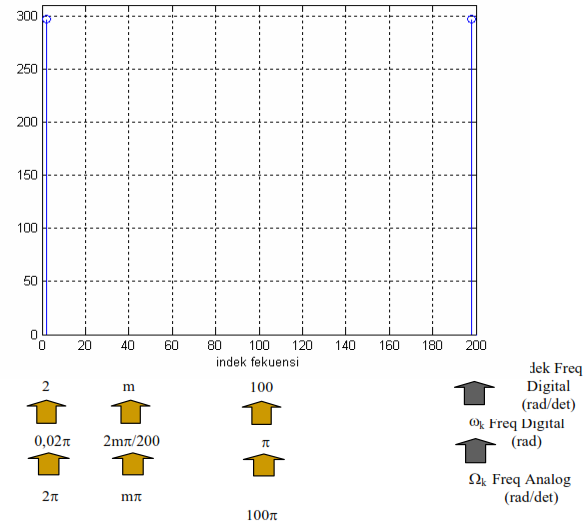 300
250
200
150
100
50
0
0 20 40 60 80 100 120 140 160 180 200
indek fekuensi
dek Freq
2 m 100 Digital
(rad/det)
ωk Freq Digital
0,02π 2mπ/200 π (rad)
Ωk Freq Analog
2π mπ (rad/det)
100π